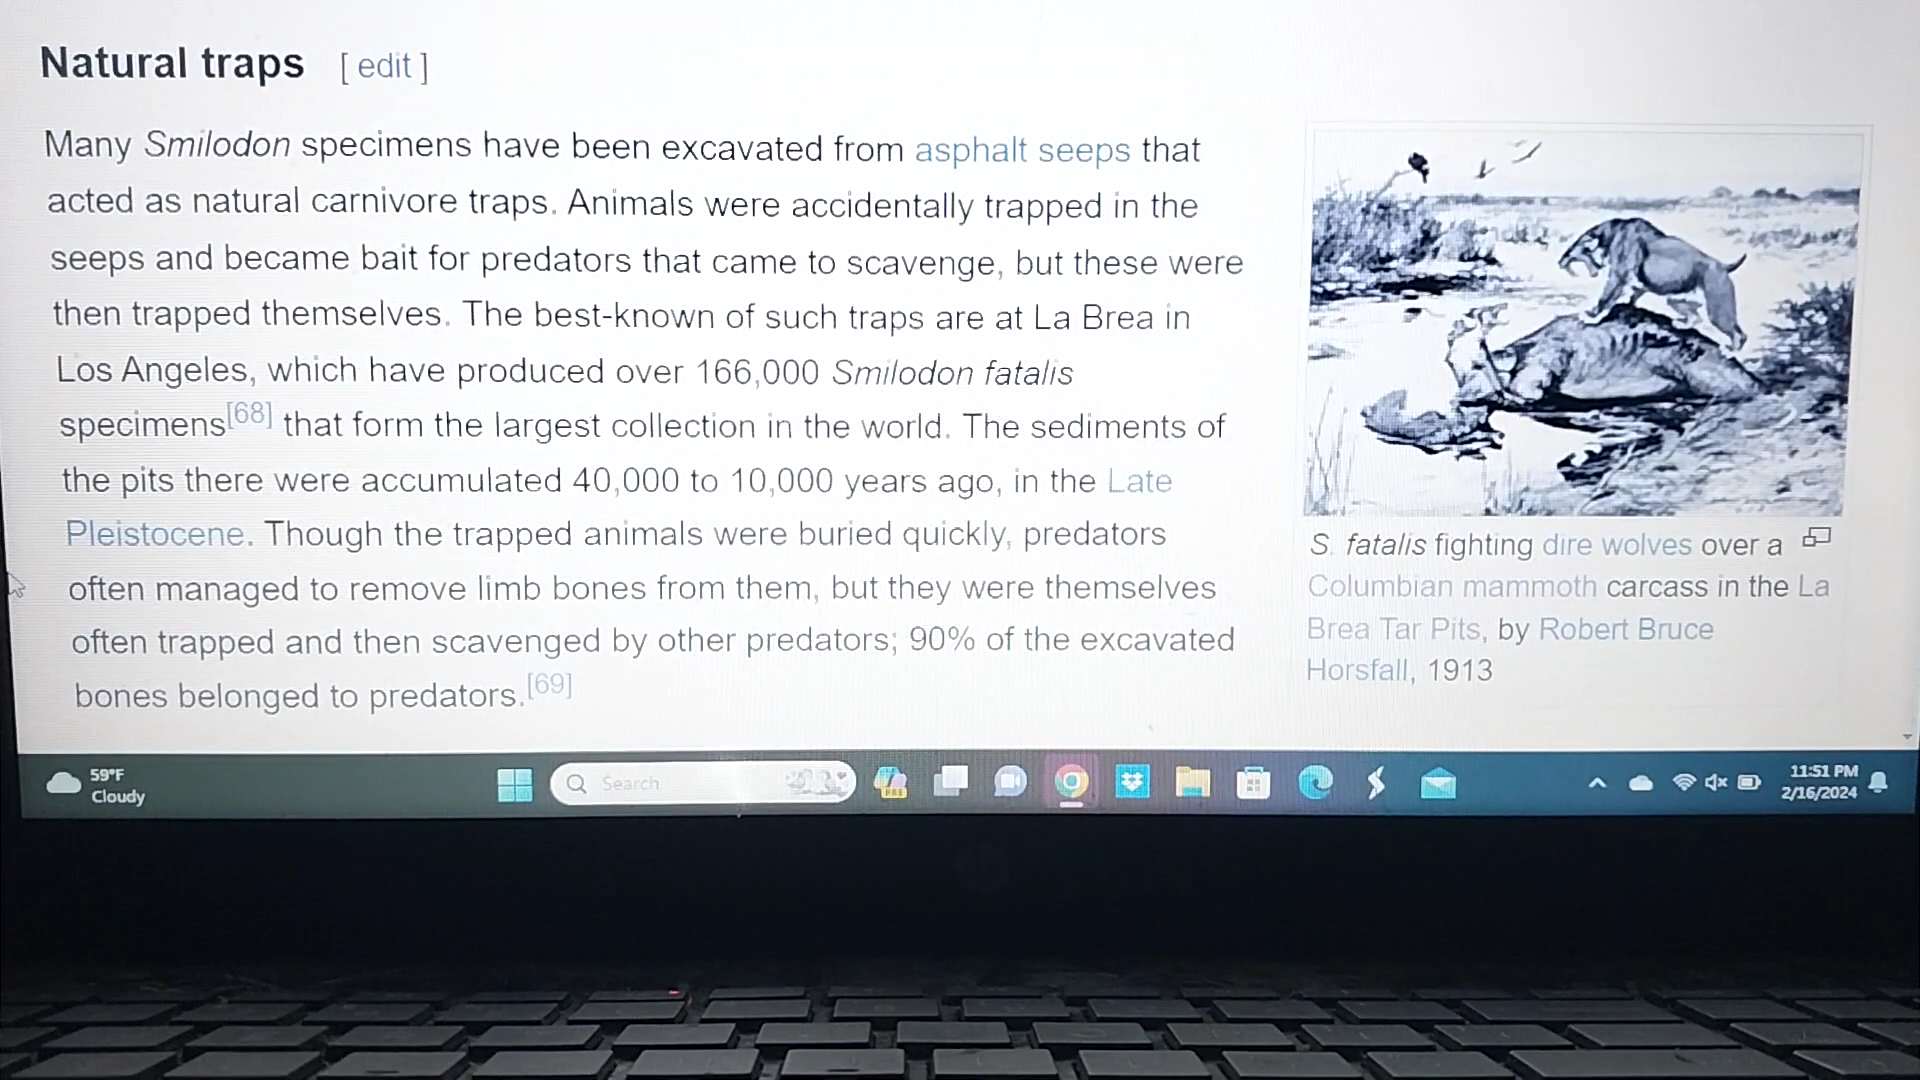 Natural traps [ edit ]
Many Smilodon specimens have been excavated from asphalt seeps that
acted as natural carnivore traps. Animals were accidentally trapped in the
seeps and became bait for predators that came to scavenge, but these were
then trapped themselves. The best-known of such traps are at La Brea in
Los Angeles, which have produced over 166,000 Smilodon fatalis
specimens[68] that form the largest collection in the world. The sediments of
the pits there were accumulated 40,000 to 10,000 years ago, in the Late
Pleistocene. Though the trapped animals were buried quickly, predators
often managed to remove limb bones from them, but they were themselves
often trapped and then scavenged by other predators; 90% of the excavated
bones belonged to predators.[69]
S. fatalis fighting dire wolves over a
Columbian mammoth carcass in the La
Brea Tar Pits, by Robert Bruce
Horsfall, 1913
59°F
Cloudy
Search
PRE
11:51 PM
2/16/2024